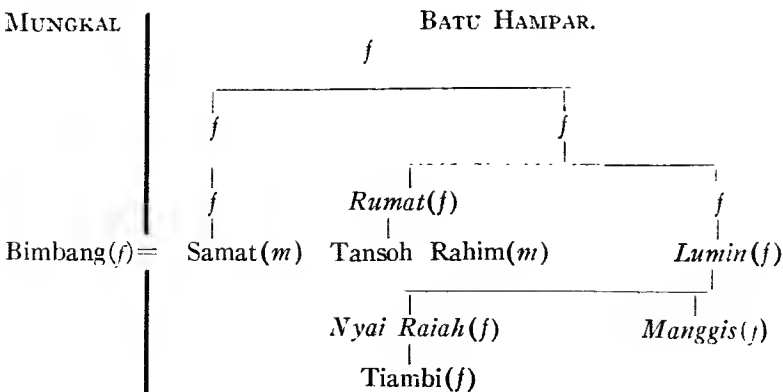 MUNGKAL BATU HAMPAR.
f
f f
f Rumat(f) f
Bimbang(f)= Samat(m) Tansoh Rahim(m) Lumin(f)
Nyai Raiah(f) Manggis(f)
Tiambi(f)